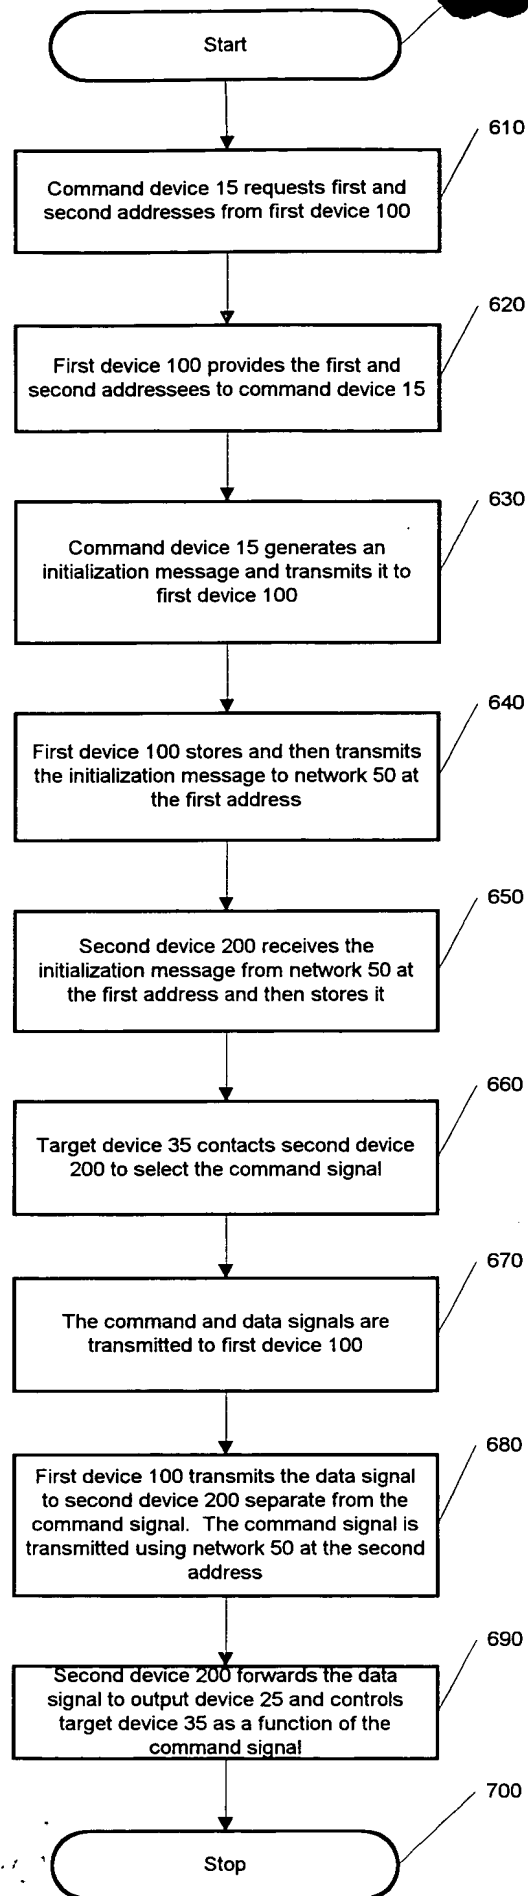 Start
610
Command device 15 requests first and
second addresses from first device 100
620
First device 100 provides the first and
second addressees to command device 15
630
Command device 15 generates an
initialization message and transmits it to
first device 100
640
First device 100 stores and then transmits
the initialization message to network 50 at
the first address
650
Second device 200 receives the
initialization message from network 50 at
the first address and then stores it
660
Target device 35 contacts second device
200 to select the command signal
670
The command and data signals are
transmitted to first device 100
680
First device 100 transmits the data signal
to second device 200 separate from the
command signal. The command signal is
transmitted using network 50 at the second
address
690
Second device 200 forwards the data
signal to output device 25 and controls
target device 35 as a function of the
command signal
700
Stop